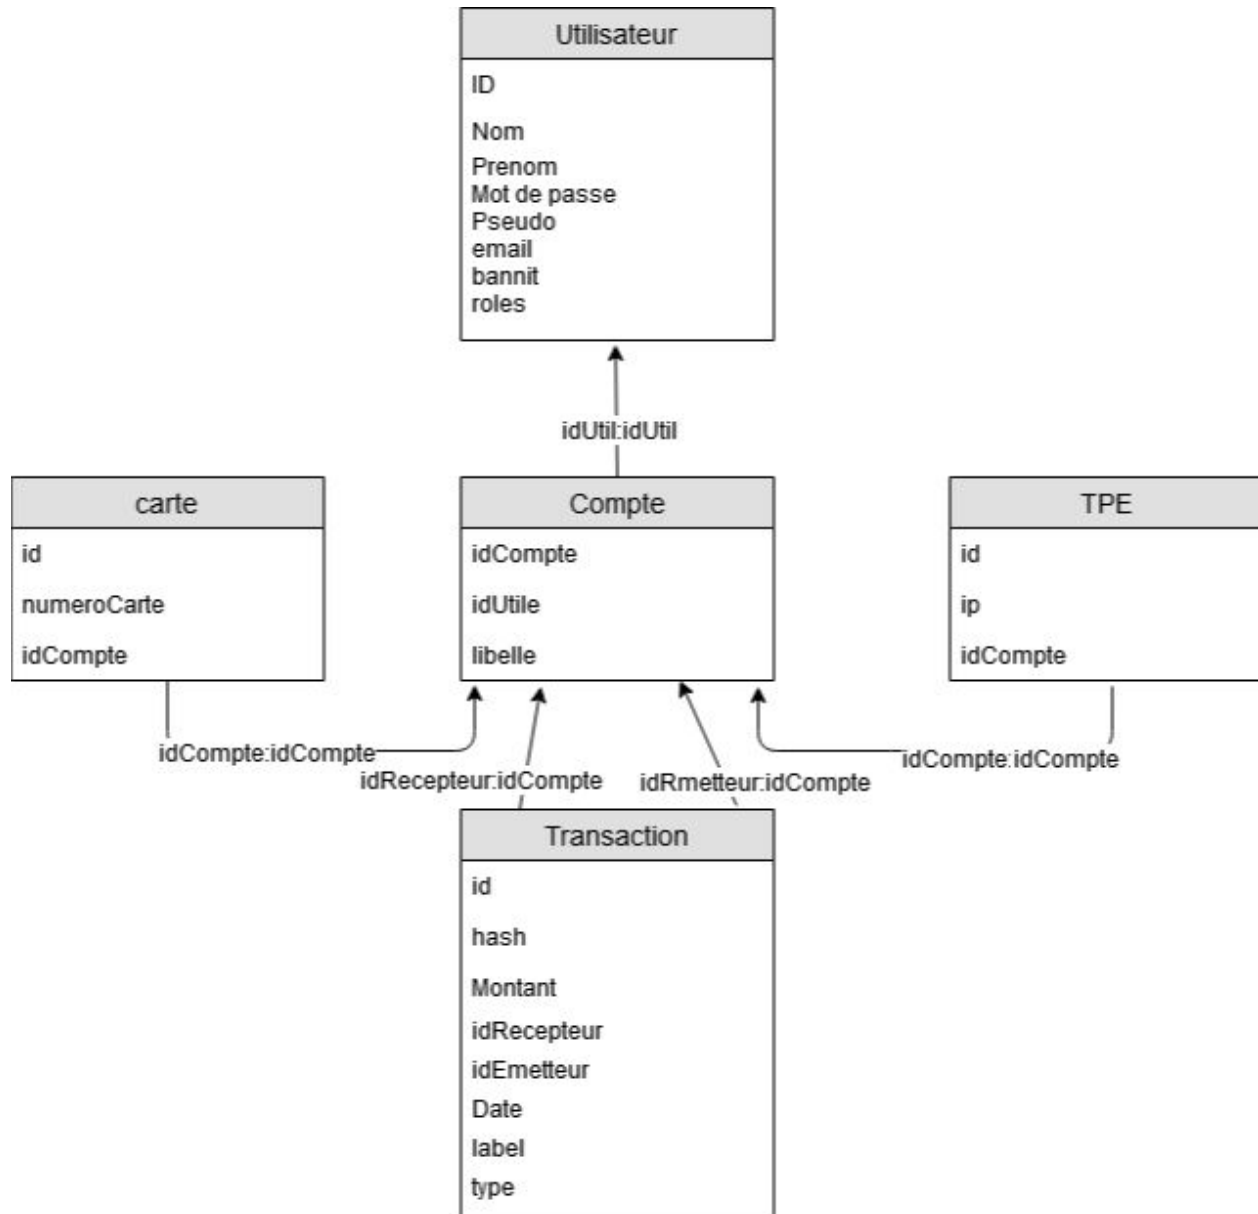 Utilisateur
ID
Nom
Prenom
Mot de passe
Pseudo
email
bannit
roles
idUtil:idUtil
carte
id
numeroCarte
idCompte
Compte
idCompte
idUtile
libelle
TPE
id
ip
idCompte
idCompte:idCompte
idRecepteur:idCompte
idRmetteur:idCompte
idCompte:idCompte
Transaction
id
hash
Montant
idRecepteur
idEmetteur
Date
label
type